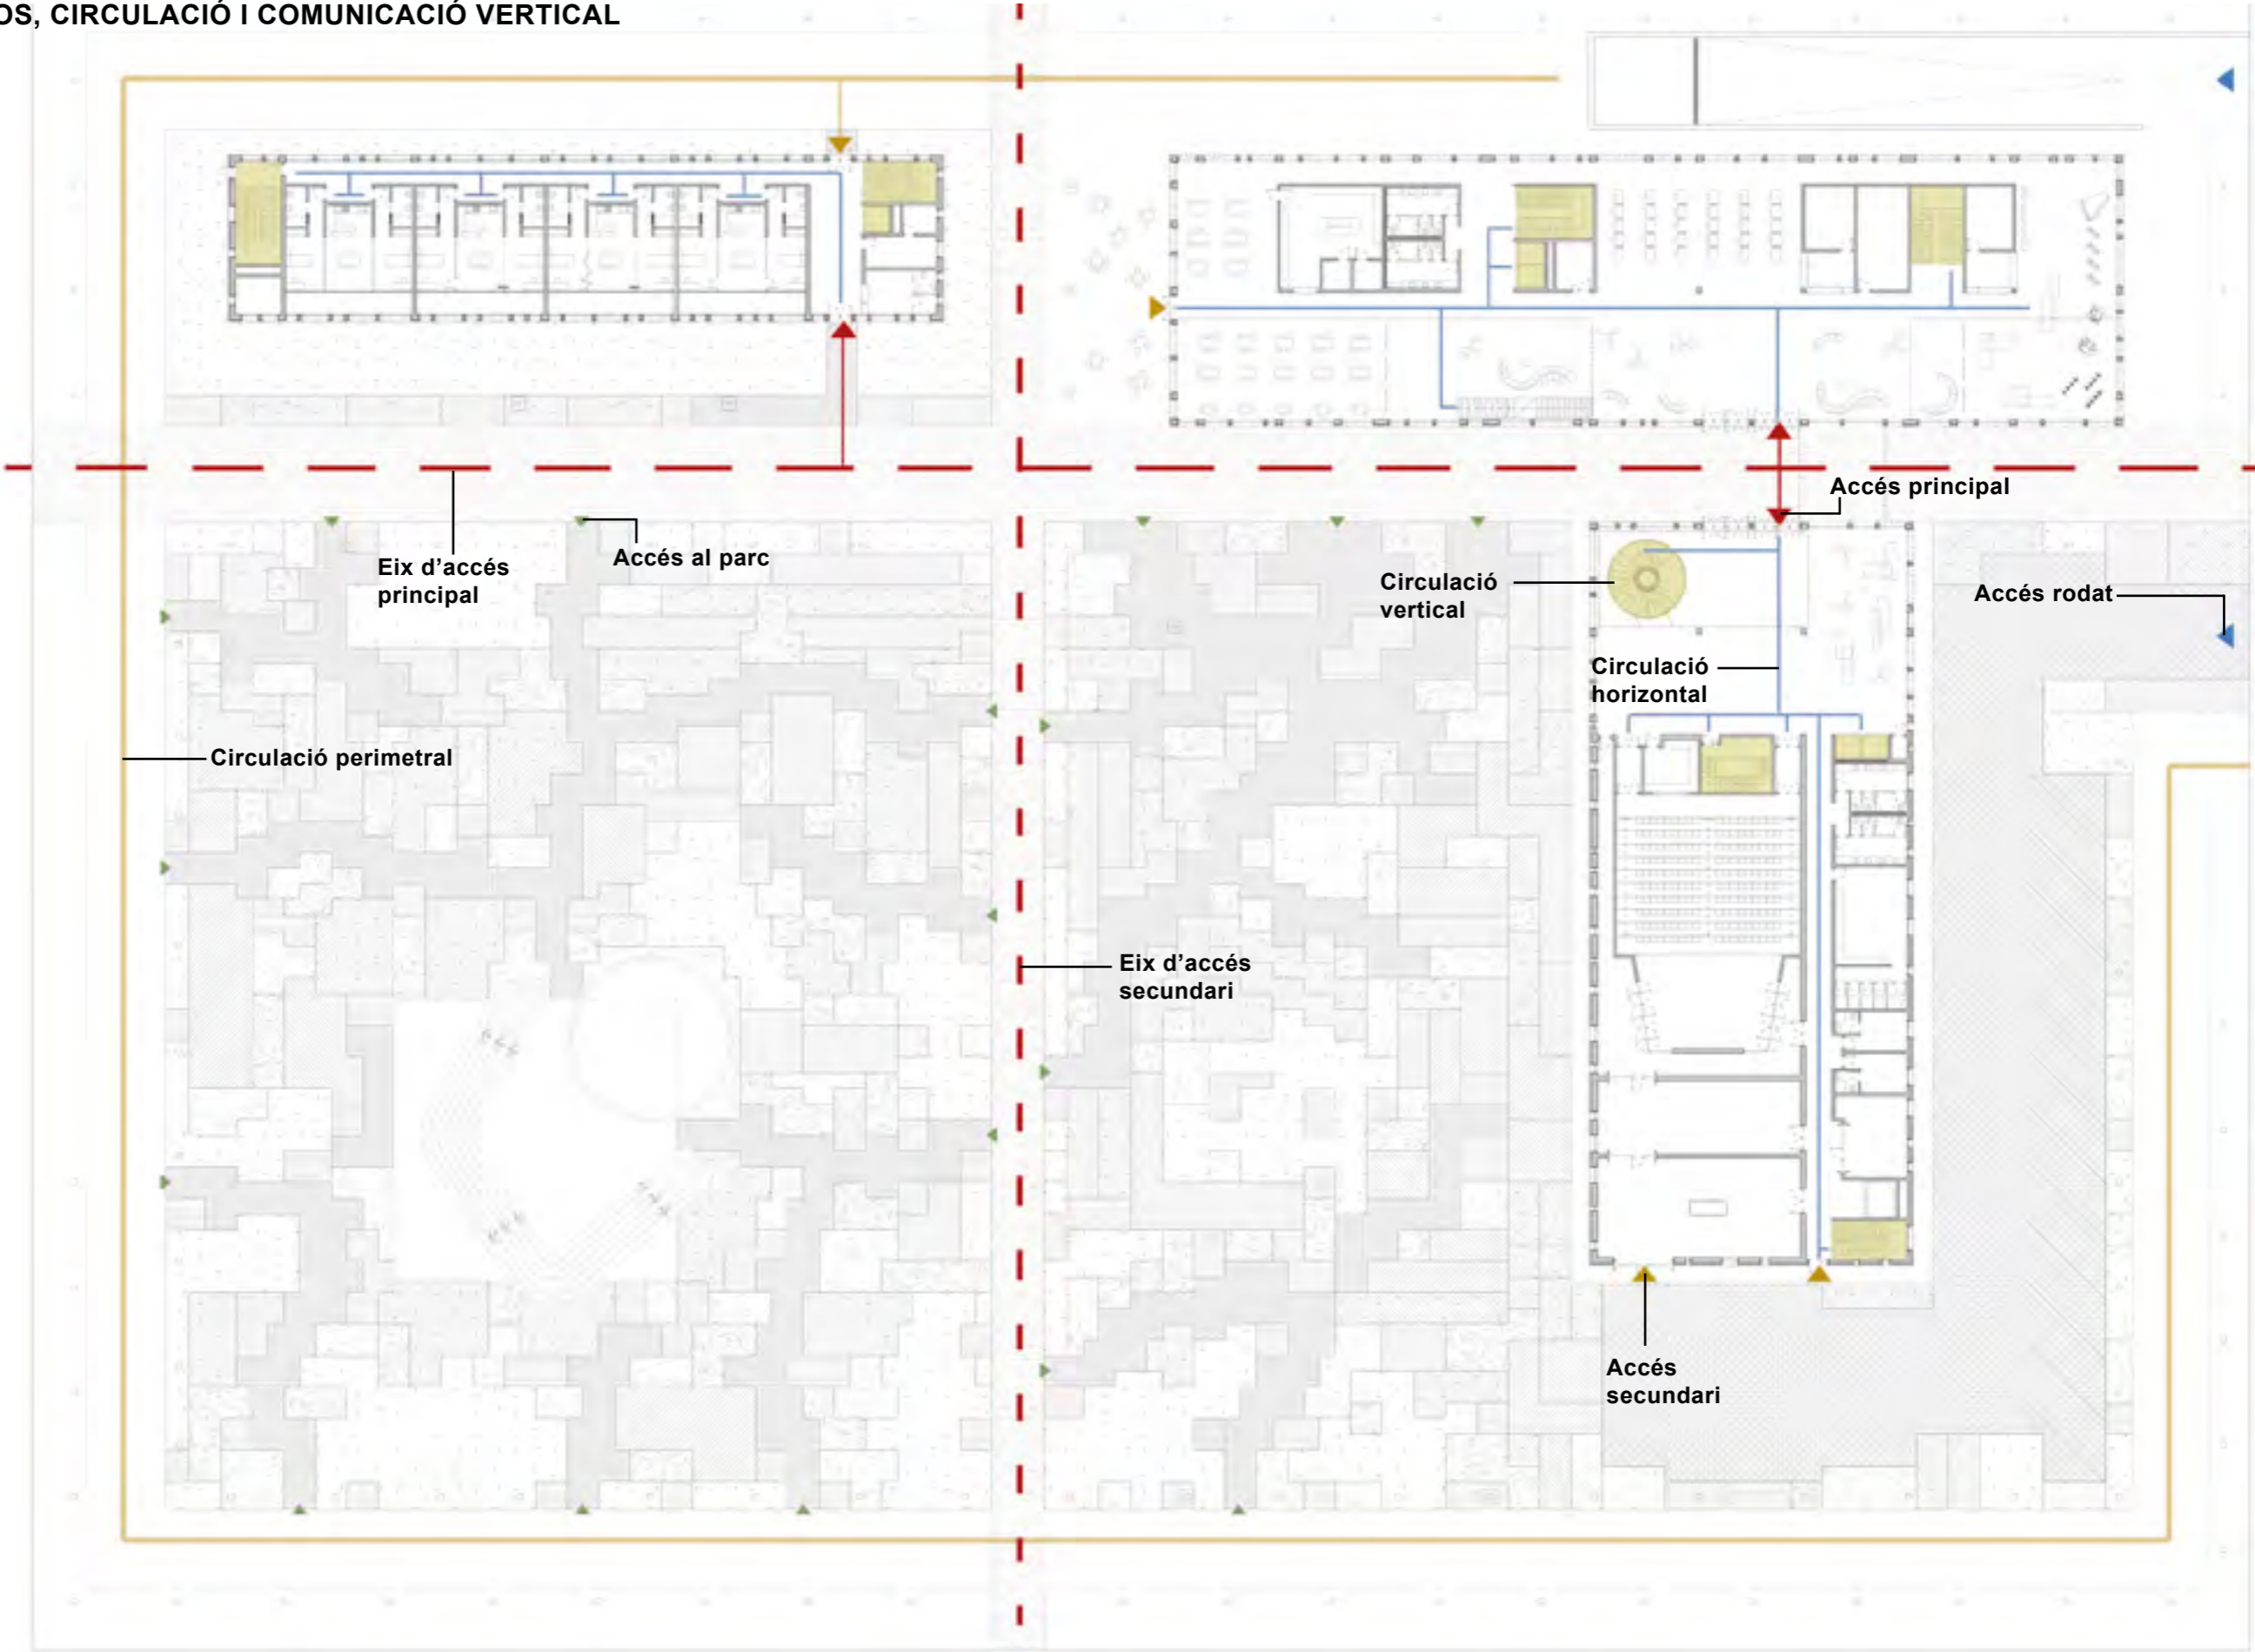 OS, CIRCULACIÓ I COMUNICACIÓ VERTICAL
Accés principal
Eix d’accés
principal
Accés al parc
Circulació
vertical
Accés rodat
Circulació
horizontal
Circulació perimetral
Eix d’accés
secundari
Accés
secundari